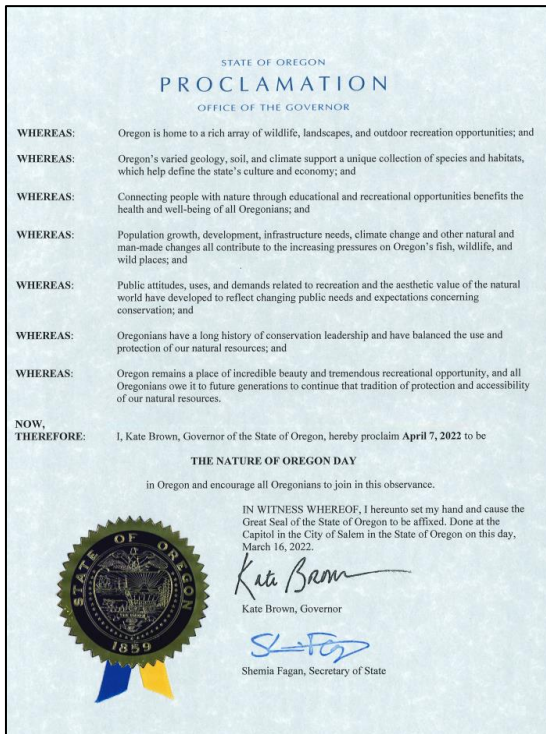 STATE OF OREGON
PROCLAMATION
OFFICE OF THE GOVERNOR
WHEREAS: Oregon is home to a rich array of wildlife, landscapes, and outdoor recreation opportunities; and
WHEREAS: Oregon's varied geology, soil, and climate support a unique collection of species and habitats,
which help define the state's culture and economy; and
WHEREAS: Connecting people with nature through educational and recreational opportunities benefits the
health and well-being of all Oregonians; and
WHEREAS: Population growth, development, infrastructure needs, climate change and other natural and
man-made changes all contribute to the increasing pressures on Oregon's fish, wildlife, and
wild places; and
WHEREAS: Public attitudes, uses, and demands related to recreation and the aesthetic value of the natural
world have developed to reflect changing public needs and expectations concerning
conservation; and
WHEREAS: Oregonians have a long history of conservation leadership and have balanced the use and
protection of our natural resources; and
WHEREAS: Oregon remains a place of incredible beauty and tremendous recreational opportunity, and all
Oregonians owe it to future generations to continue that tradition of protection and accessibility
of our natural resources.
NOW,
THEREFORE: I, Kate Brown, Governor of the State of Oregon, hereby proclaim April 7, 2022 to be
THE NATURE OF OREGON DAY
in Oregon and encourage all Oregonians to join in this observance.
IN WITNESS WHEREOF, I hereunto set my hand and cause the
Great Seal of the State of Oregon to be affixed. Done at the
Capitol in the City of Salem in the State of Oregon on this day,
March 16, 2022.
Kate Brown
Kate Brown, Governor
Shemia Fagan, Secretary of State
STATE OF OREGON
1859